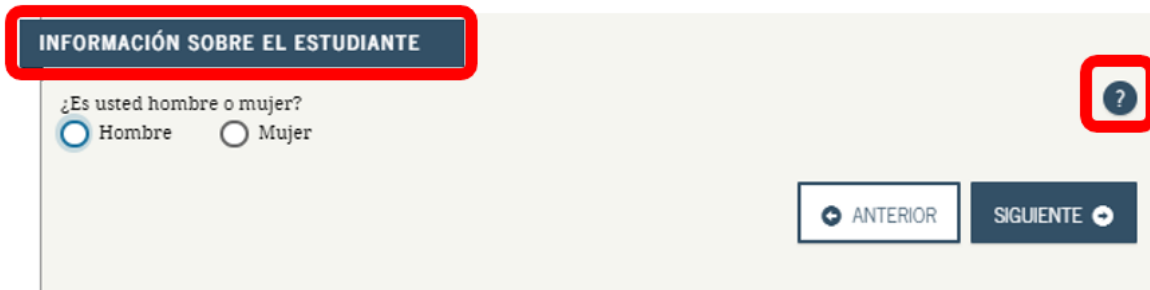 INFORMACIÓN SOBRE EL ESTUDIANTE
¿Es usted hombre o mujer?
?
Hombre Mujer
ANTERIOR SIGUIENTE